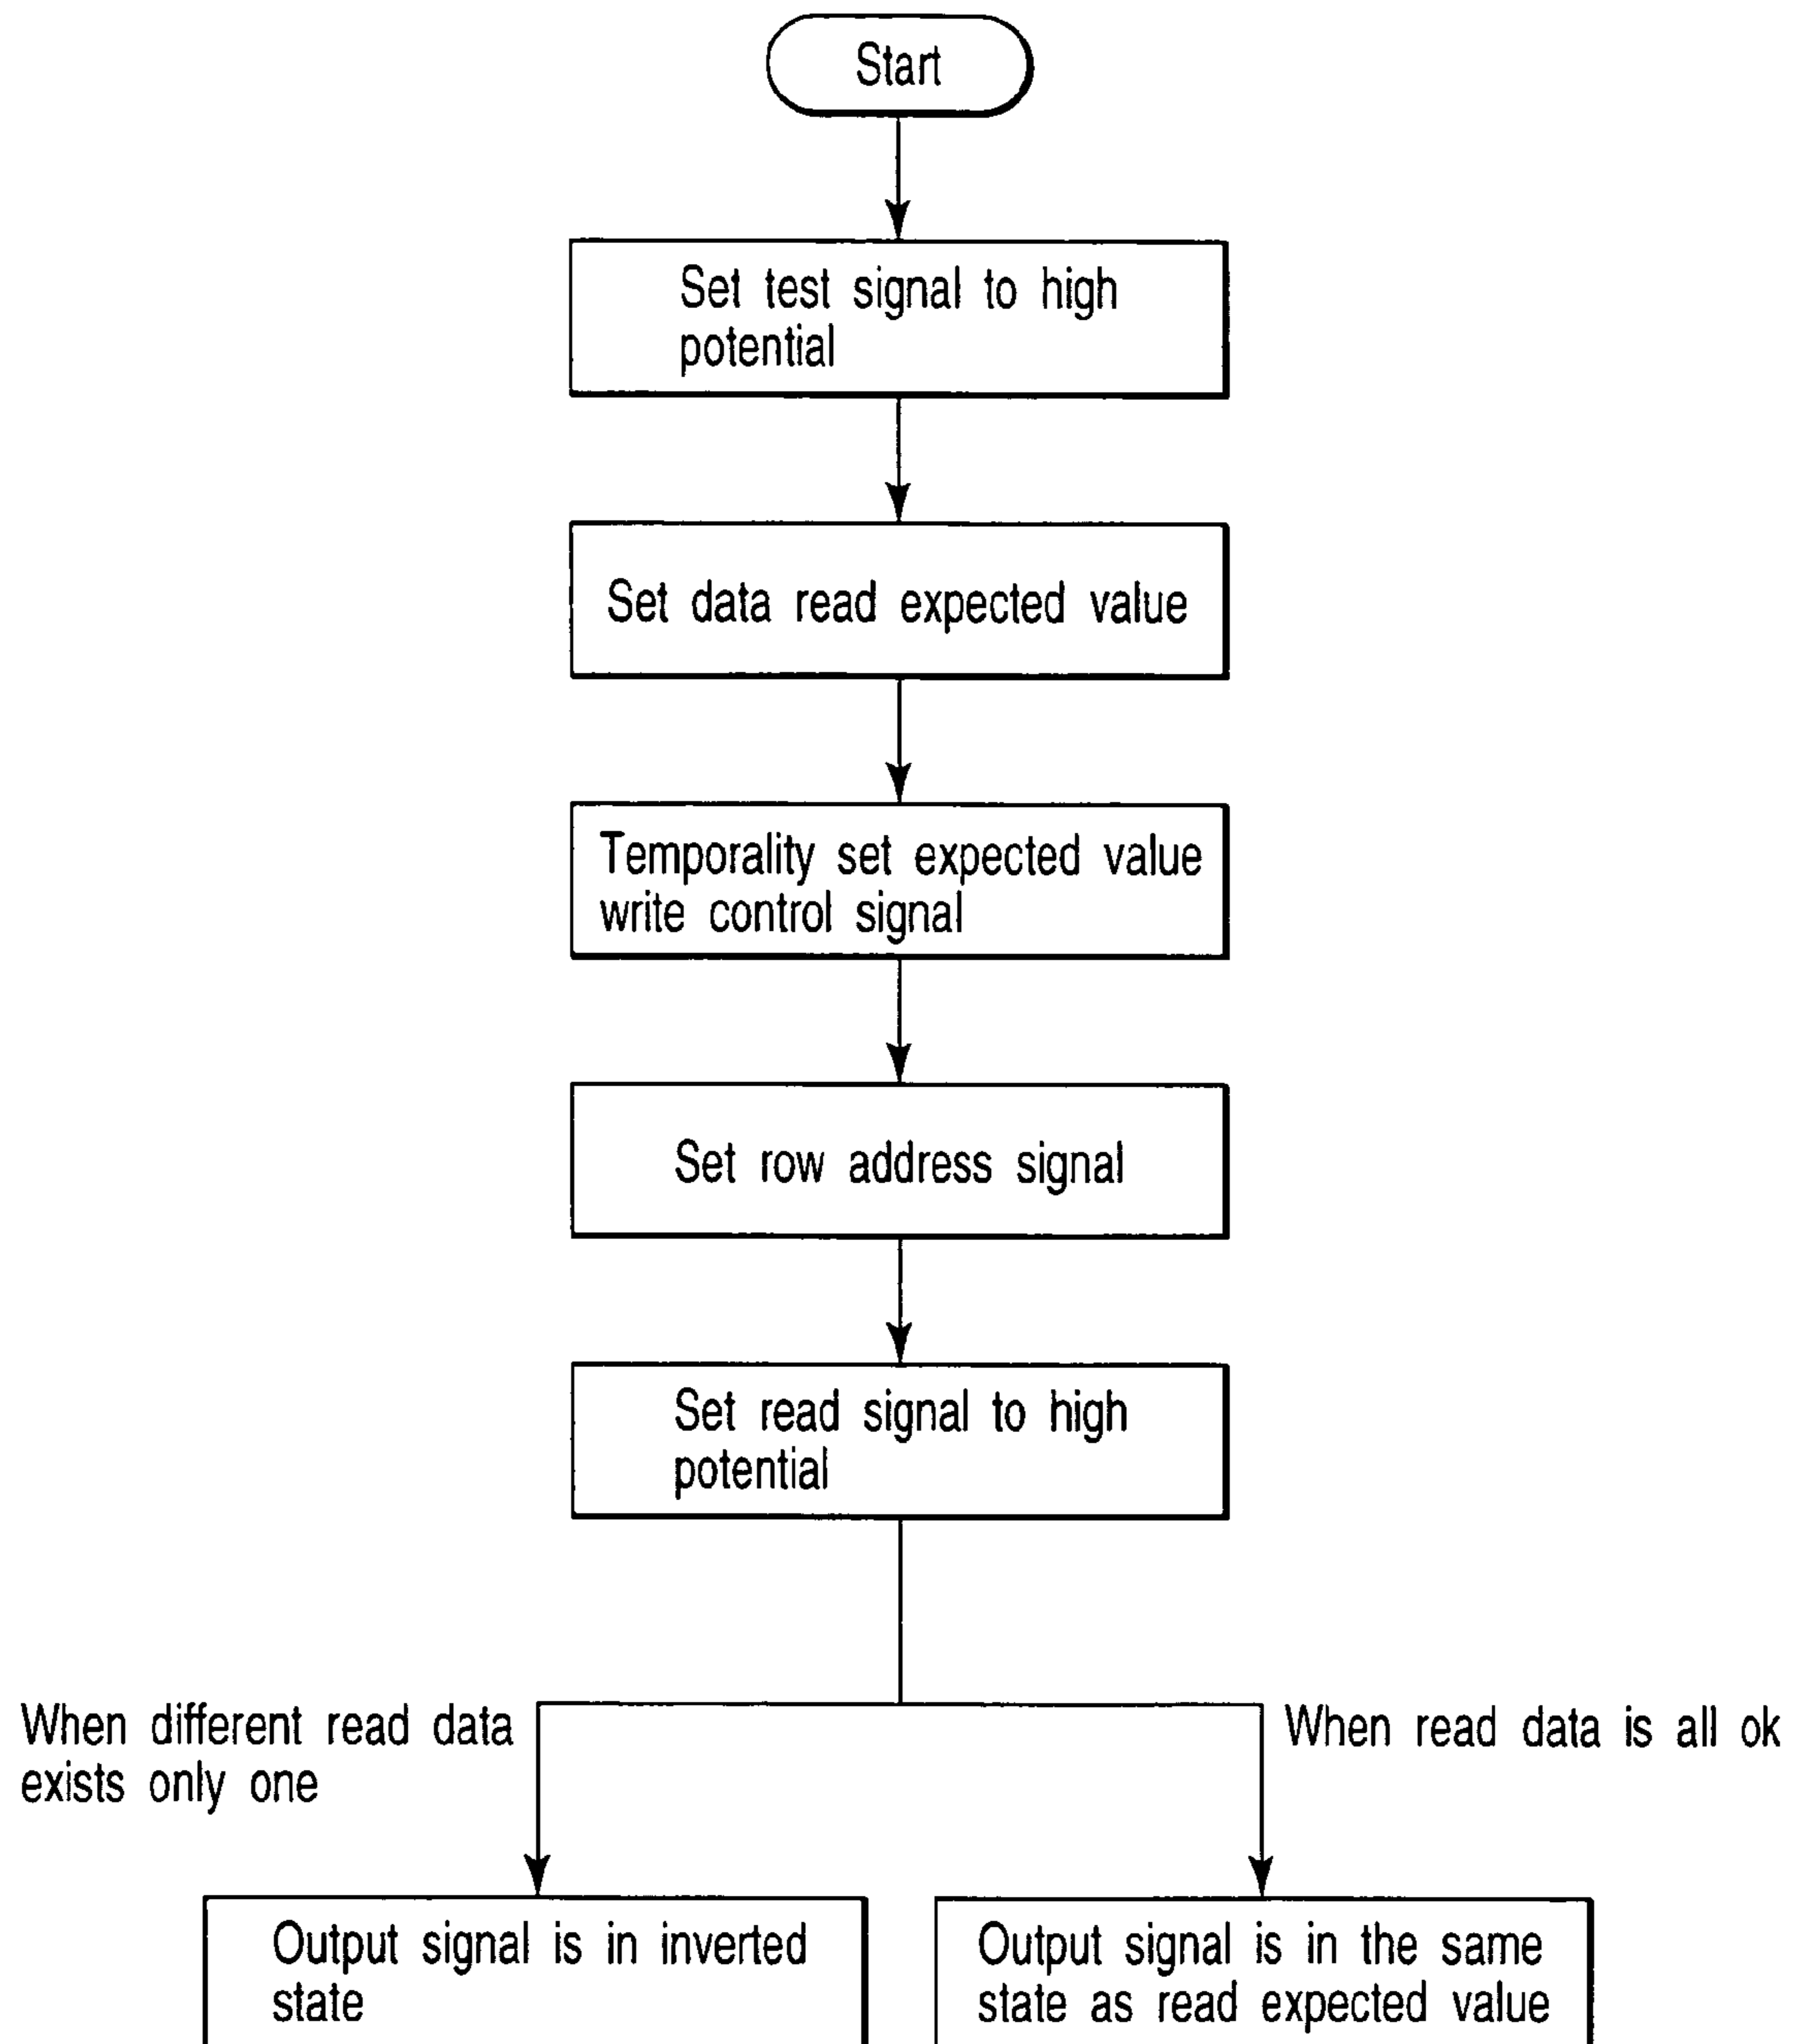 Start
Set test signal to high
potential
Set data read expected value
Temporality set expected value
write control signal
Set row address signal
Set read signal to high
potential
When different read data
exists only one
When read data is all ok
Output signal is in inverted
state
Output signal is in the same
state as read expected value